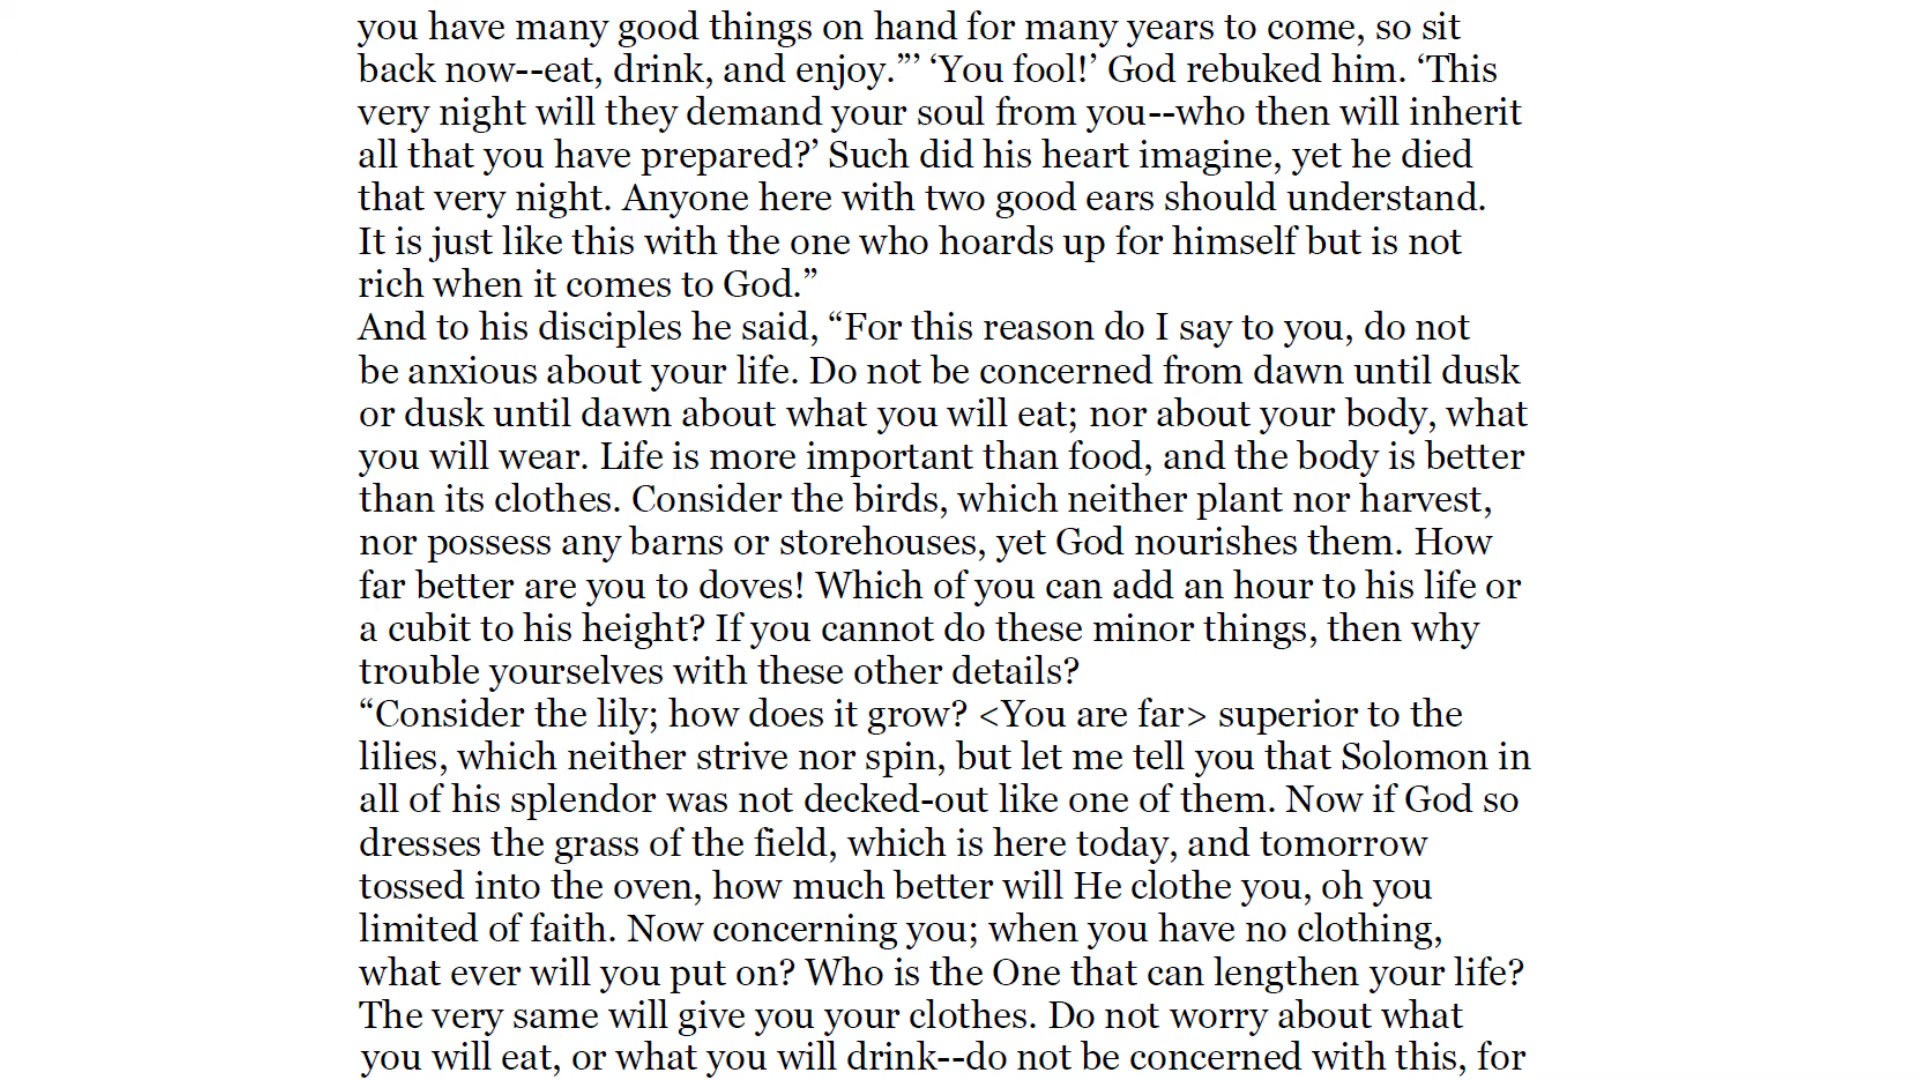 you have many good things on hand for many years to come, so sit
back now--eat, drink, and enjoy.”’ ‘You fool!’ God rebuked him. ‘This
very night will they demand your soul from you--who then will inherit
all that you have prepared?’ Such did his heart imagine, yet he died
that very night. Anyone here with two good ears should understand.
It is just like this with the one who hoards up for himself but is not
rich when it comes to God.”
And to his disciples he said, “For this reason do I say to you, do not
be anxious about your life. Do not be concerned from dawn until dusk
or dusk until dawn about what you will eat; nor about your body, what
you will wear. Life is more important than food, and the body is better
than its clothes. Consider the birds, which neither plant nor harvest,
nor possess any barns or storehouses, yet God nourishes them. How
far better are you to doves! Which of you can add an hour to his life or
a cubit to his height? If you cannot do these minor things, then why
trouble yourselves with these other details?
“Consider the lily; how does it grow? <You are far> superior to the
lilies, which neither strive nor spin, but let me tell you that Solomon in
all of his splendor was not decked-out like one of them. Now if God so
dresses the grass of the field, which is here today, and tomorrow
tossed into the oven, how much better will He clothe you, oh you
limited of faith. Now concerning you; when you have no clothing,
what ever will you put on? Who is the One that can lengthen your life?
The very same will give you your clothes. Do not worry about what
you will eat, or what you will drink--do not be concerned with this, for